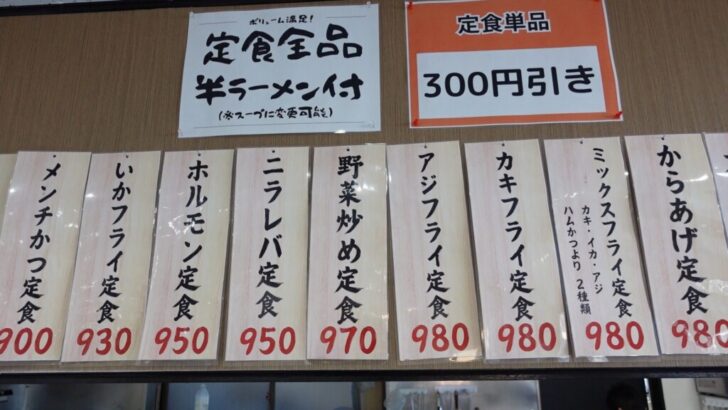 ボリューム満足！
定食全品
半ラーメン付
(※スープに変更可能)
定食単品
300円引き
メンチかつ定食
900
いかフライ定食
930
ホルモン定食
950
ニラレバ定食
950
野菜炒め定食
970
アジフライ定食
980
カキフライ定食
980
ミックスフライ定食
カキ・イカ・アジ
ハムかつより 2種類
980
からあげ定食
980